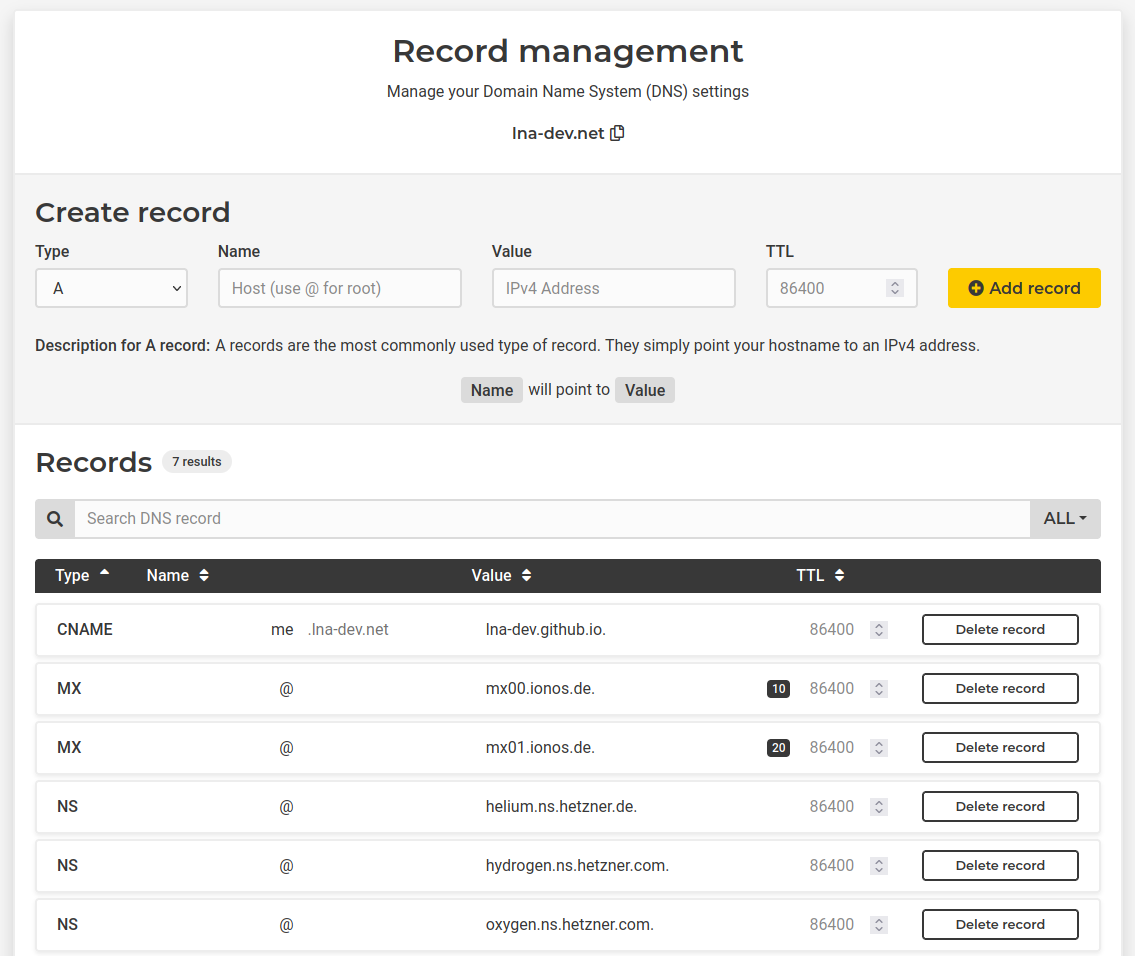 Record management
Manage your Domain Name System (DNS) settings
lna-dev.net
Create record
Type Name Value TTL
A Host (use @ for root) IPv4 Address 86400 Add record
Description for A record: A records are the most commonly used type of record. They simply point your hostname to an IPv4 address.
Name will point to Value
Records 7 results
Search DNS record ALL
Type Name Value TTL
CNAME me .lna-dev.net lna-dev.github.io. 86400 Delete record
MX @ mx00.ionos.de. 10 86400 Delete record
MX @ mx01.ionos.de. 20 86400 Delete record
NS @ helium.ns.hetzner.de. 86400 Delete record
NS @ hydrogen.ns.hetzner.com. 86400 Delete record
NS @ oxygen.ns.hetzner.com. 86400 Delete record